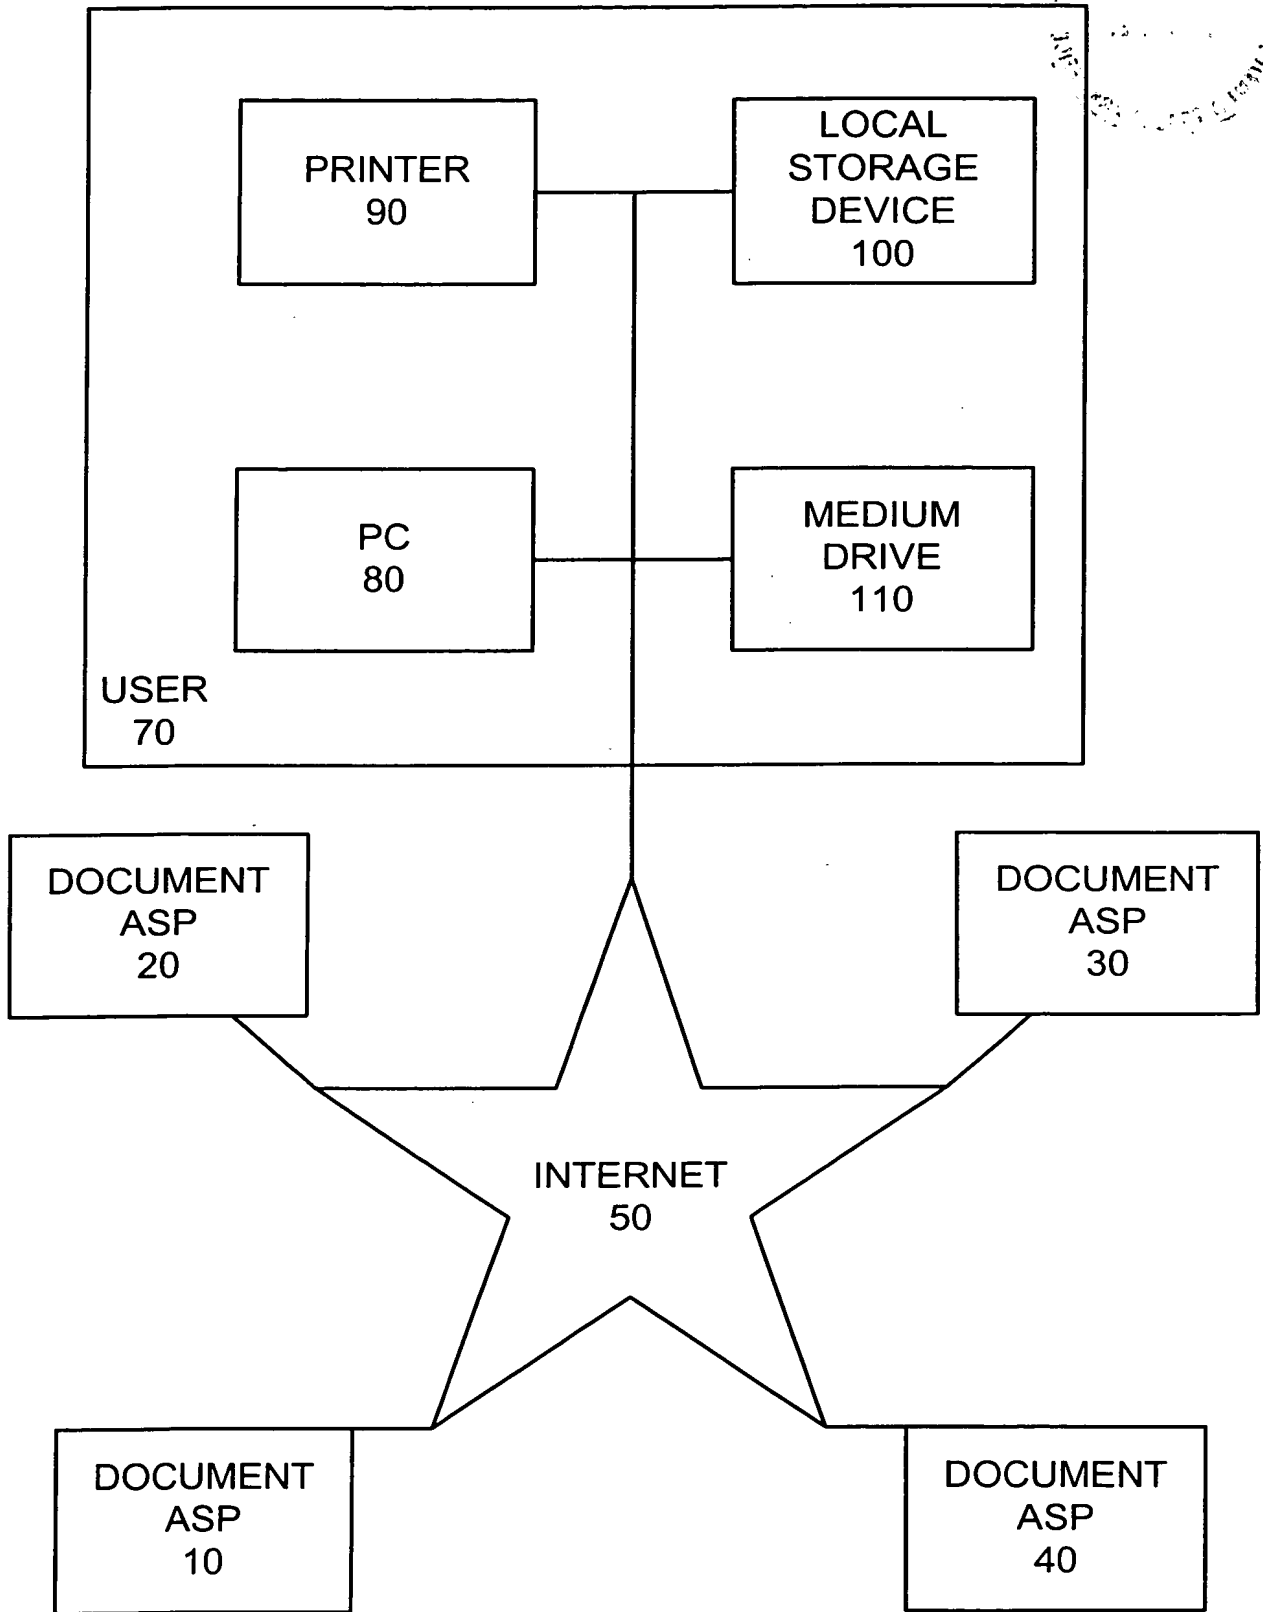 PRINTER
90
LOCAL
STORAGE
DEVICE
100
PC
80
MEDIUM
DRIVE
110
USER
70
DOCUMENT
ASP
20
DOCUMENT
ASP
30
INTERNET
50
DOCUMENT
ASP
10
DOCUMENT
ASP
40